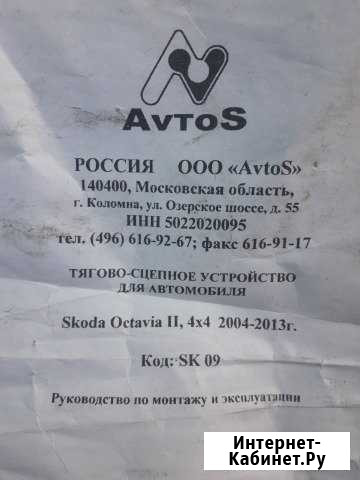 AvtoS
РОССИЯ ООО «AvtoS»
140400, Московская область,
г. Коломна, ул. Озерское шоссе, д. 55
ИНН 5022020095
тел. (496) 616-92-67; факс 616-91-17
ТЯГОВО-СЦЕПНОЕ УСТРОЙСТВО
ДЛЯ АВТОМОБИЛЯ
Skoda Octavia II, 4x4 2004-2013г.
Код: SK 09
Руководство по монтажу и эксплуатации
Интернет-
Кабинет.Ру